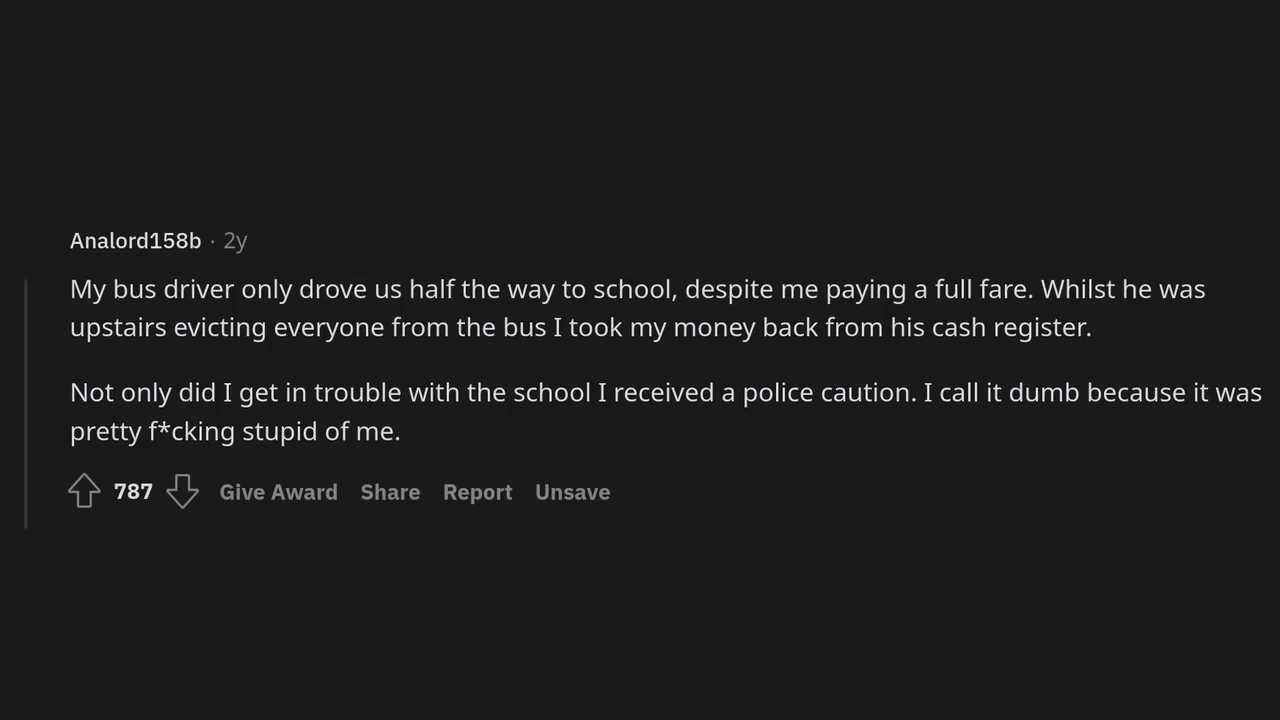 Analord158b · 2y
My bus driver only drove us half the way to school, despite me paying a full fare. Whilst he was
upstairs evicting everyone from the bus I took my money back from his cash register.
Not only did I get in trouble with the school I received a police caution. I call it dumb because it was
pretty f*cking stupid of me.
787 Give Award Share Report Unsave